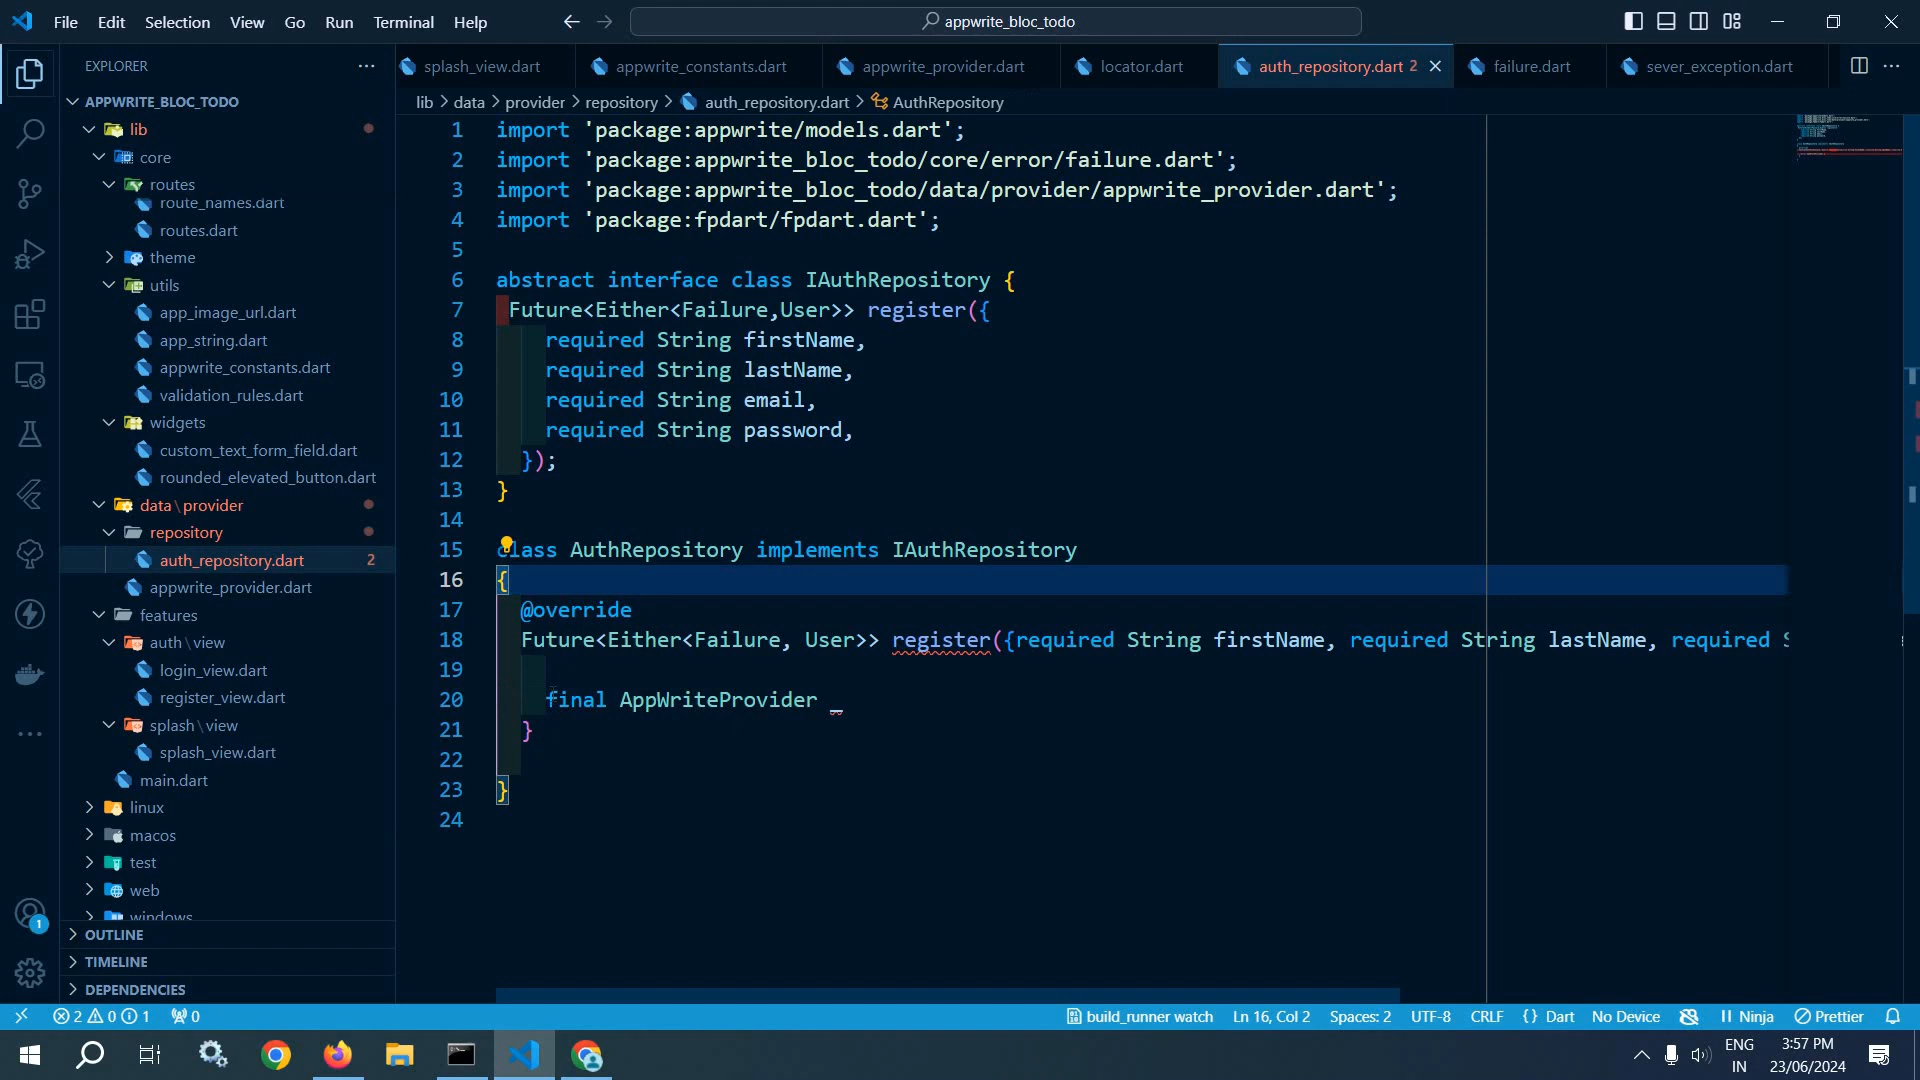 File Edit Selection View Go Run Terminal Help
appwrite_bloc_todo
EXPLORER
splash_view.dart appwrite_constants.dart appwrite_provider.dart locator.dart auth_repository.dart 2 failure.dart sever_exception.dart
lib > data > provider > repository > auth_repository.dart > AuthRepository
APPWRITE_BLOC_TODO
lib
core
routes
route_names.dart
routes.dart
theme
utils
app_image_url.dart
app_string.dart
appwrite_constants.dart
validation_rules.dart
widgets
custom_text_form_field.dart
rounded_elevated_button.dart
data\provider
repository
auth_repository.dart 2
appwrite_provider.dart
features
auth\view
login_view.dart
register_view.dart
splash\view
splash_view.dart
main.dart
linux
macos
test
web
windows
OUTLINE
TIMELINE
DEPENDENCIES
1 import 'package:appwrite/models.dart';
2 import 'package:appwrite_bloc_todo/core/error/failure.dart';
3 import 'package:appwrite_bloc_todo/data/provider/appwrite_provider.dart';
4 import 'package:fpdart/fpdart.dart';
5
6 abstract interface class IAuthRepository {
7 Future<Either<Failure,User>> register({
8 required String firstName,
9 required String lastName,
10 required String email,
11 required String password,
12 });
13 }
14
15 class AuthRepository implements IAuthRepository
16 {
17 @override
18 Future<Either<Failure, User>> register({required String firstName, required String lastName, required
19
20 final AppWriteProvider _
21 }
22
23 }
24
1
2 0 1 0
build_runner watch Ln 16, Col 2 Spaces: 2 UTF-8 CRLF {} Dart No Device Ninja Prettier
ENG
IN
3:57 PM
23/06/2024